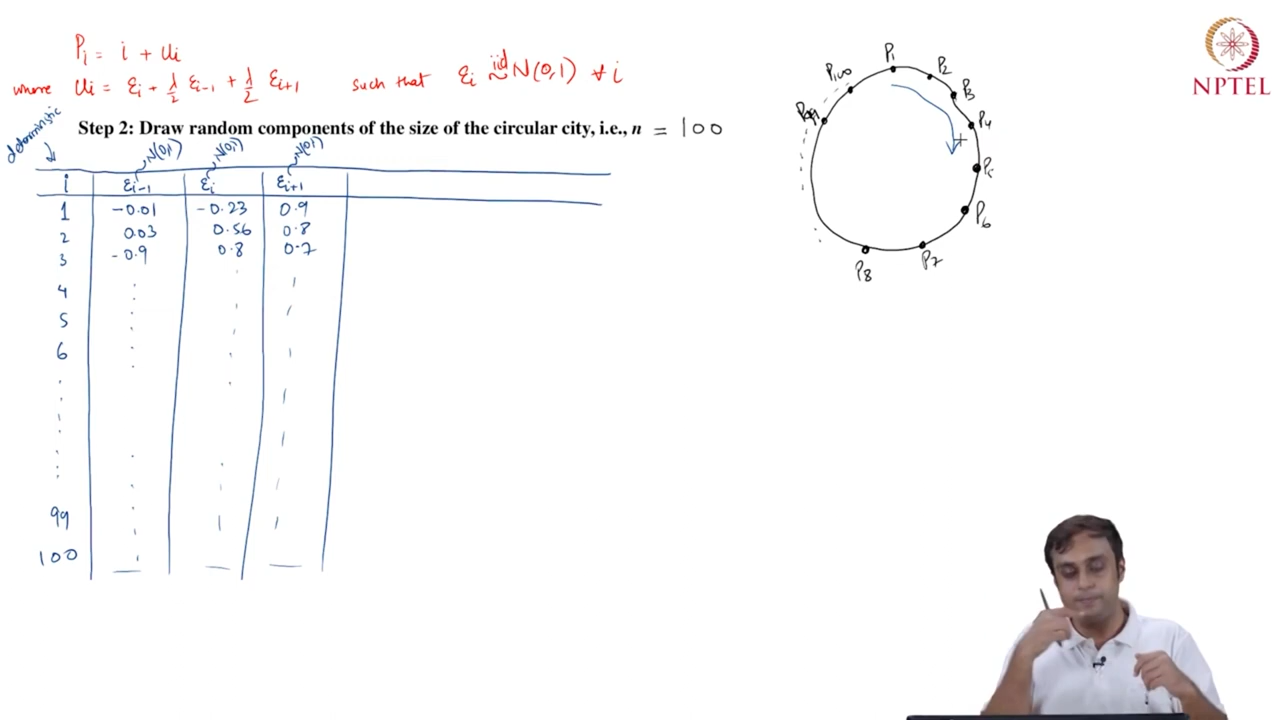 Pi = i + ui
where ui = εi + λ/2 εi-1 + λ/2 εi+1 such that εi iid~ N(0,1) ∀ i
deterministic
Step 2: Draw random components of the size of the circular city, i.e., n = 100
N(0,1) N(0,1) N(0,1)
i εi-1 εi εi+1
1 -0.01 -0.23 0.9
2 0.03 0.56 0.8
3 -0.9 0.8 0.7
4
5
6
99
100
P1
P2
P3
P4
P5
P6
P7
P8
P99
P100
NPTEL